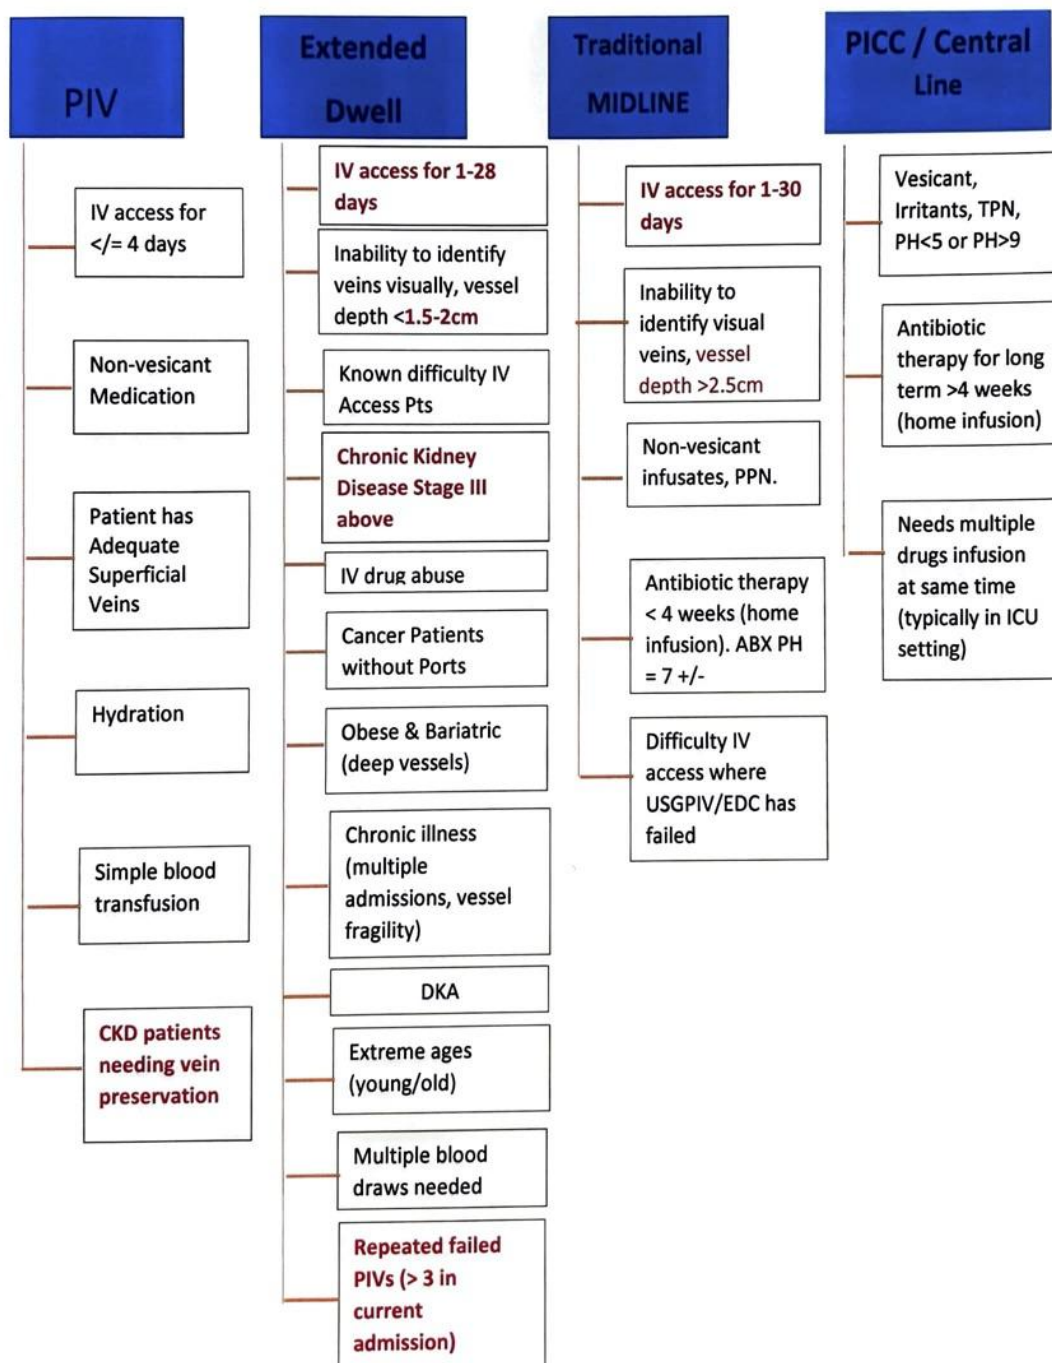 PIV
IV access for
</= 4 days
Non-vesicant
Medication
Patient has
Adequate
Superficial
Veins
Hydration
Simple blood
transfusion
CKD patients
needing vein
preservation
Extended
Dwell
IV access for 1-28
days
Inability to identify
veins visually, vessel
depth <1.5-2cm
Known difficulty IV
Access Pts
Chronic Kidney
Disease Stage III
above
IV drug abuse
Cancer Patients
without Ports
Obese & Bariatric
(deep vessels)
Chronic illness
(multiple
admissions, vessel
fragility)
DKA
Extreme ages
(young/old)
Multiple blood
draws needed
Repeated failed
PIVs (> 3 in
current
admission)
Traditional
MIDLINE
IV access for 1-30
days
Inability to
identify visual
veins, vessel
depth >2.5cm
Non-vesicant
infusates, PPN.
Antibiotic therapy
< 4 weeks (home
infusion). ABX PH
= 7 +/-
Difficulty IV
access where
USGPIV/EDC has
failed
PICC / Central
Line
Vesicant,
Irritants, TPN,
PH<5 or PH>9
Antibiotic
therapy for long
term >4 weeks
(home infusion)
Needs multiple
drugs infusion
at same time
(typically in ICU
setting)